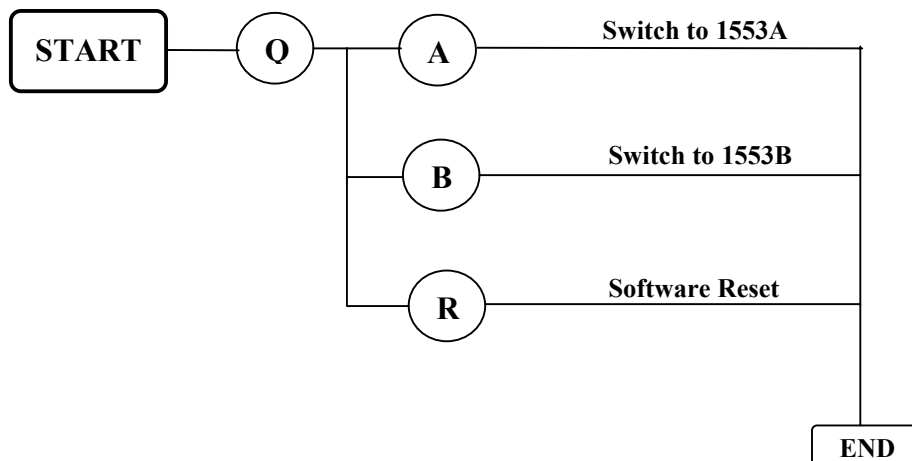 START
Q
A
Switch to 1553A
B
Switch to 1553B
R
Software Reset
END